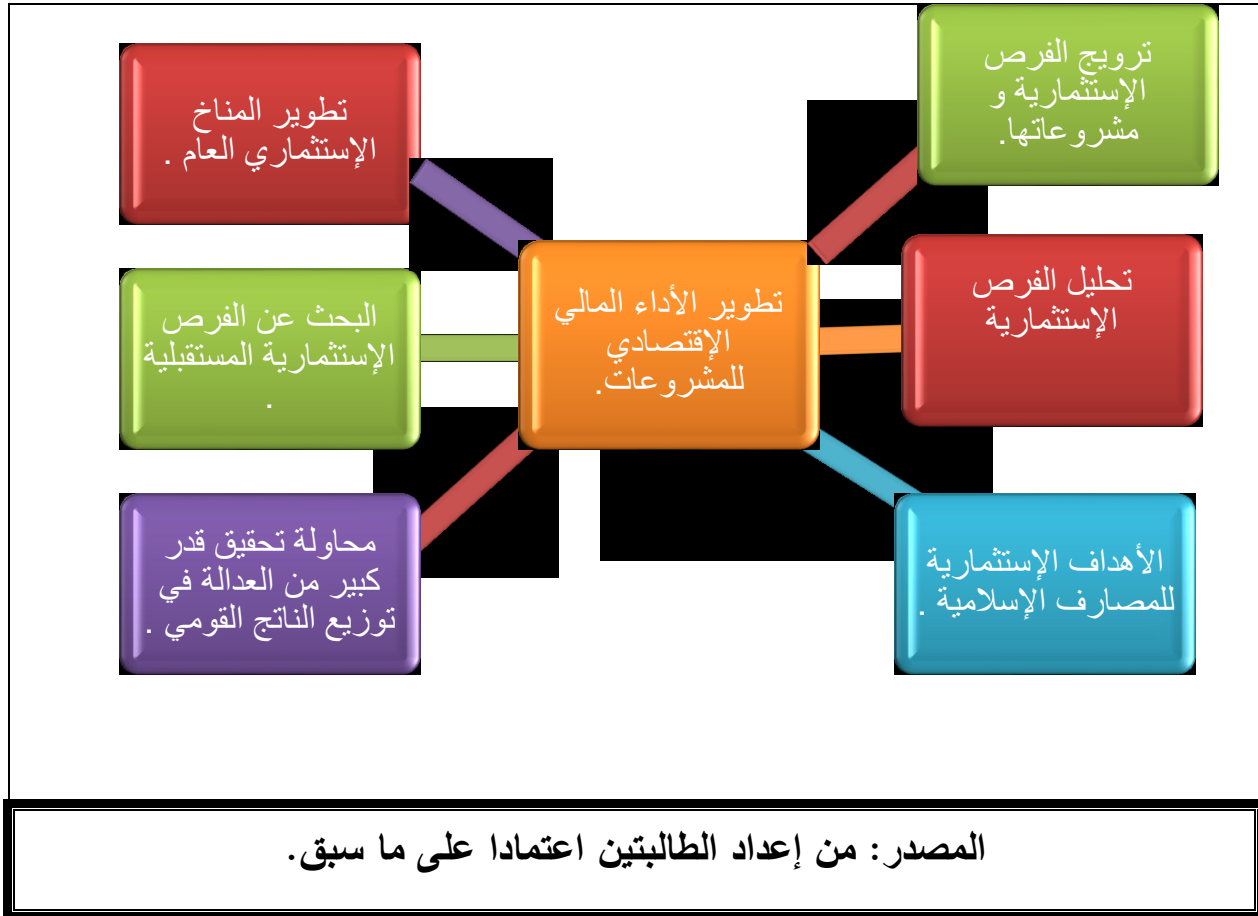 ترويج الفرص
الإستثمارية و
مشروعاتها.
تطوير المناخ
الإستثماري العام .
تحليل الفرص
الإستثمارية
تطوير الأداء المالي
الإقتصادي
للمشروعات.
البحث عن الفرص
الإستثمارية المستقبلية
.
الأهداف الإستثمارية
للمصارف الإسلامية .
محاولة تحقيق قدر
كبير من العدالة في
توزيع الناتج القومي .
المصدر: من إعداد الطالبتين اعتمادا على ما سبق.